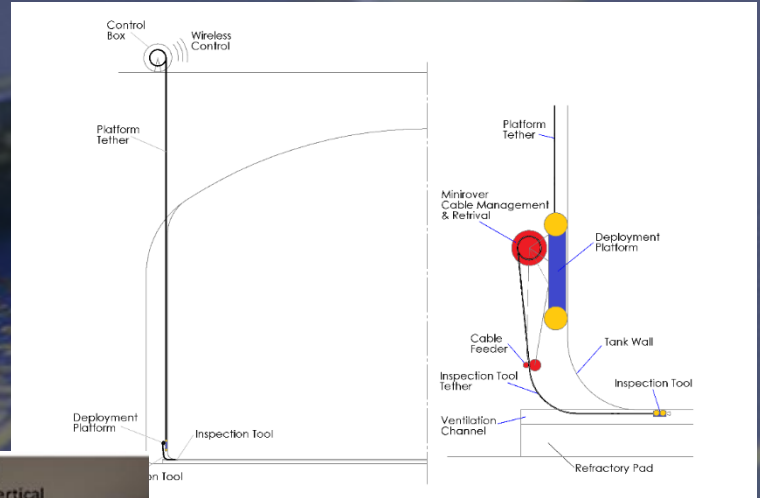 Control
Box
Wireless
Control
Platform
Tether
Deployment
Platform
Inspection Tool
on Tool
ertical
Platform
Tether
Minirover
Cable Management
& Retrival
Deployment
Platform
Cable
Feeder
Tank Wall
Inspection Tool
Tether
Inspection Tool
Ventilation
Channel
Refractory Pad